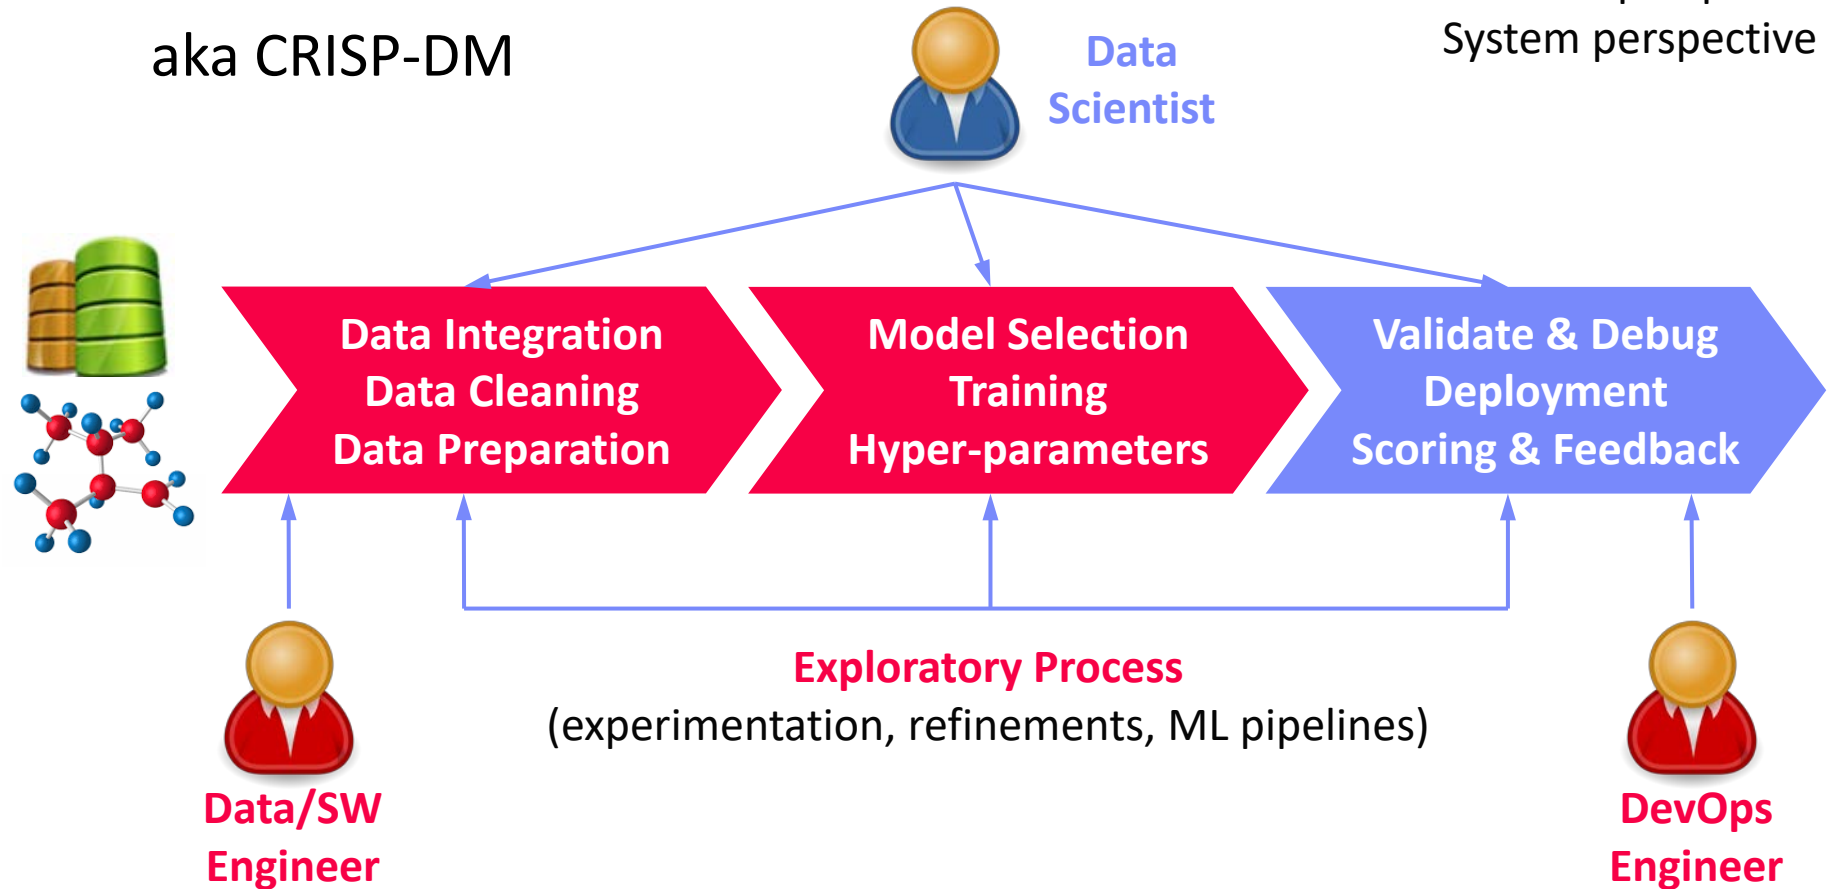 aka CRISP-DM
System perspective
Data
Scientist
Data Integration
Data Cleaning
Data Preparation
Model Selection
Training
Hyper-parameters
Validate & Debug
Deployment
Scoring & Feedback
Exploratory Process
(experimentation, refinements, ML pipelines)
Data/SW
Engineer
DevOps
Engineer